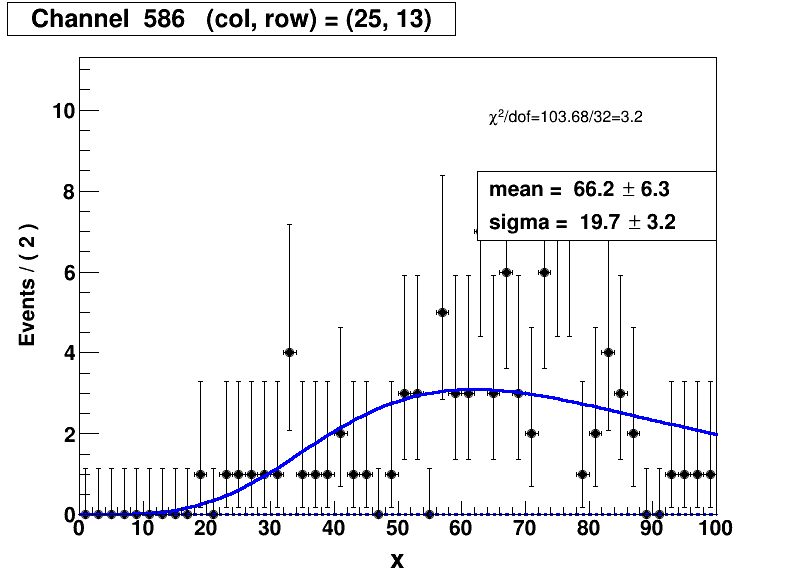 Channel 586 (col, row) = (25, 13)
χ²/dof=103.68/32=3.2
mean = 66.2 ± 6.3
sigma = 19.7 ± 3.2
Events / ( 2 )
10
8
6
4
2
0
0 10 20 30 40 50 60 70 80 90 100
x